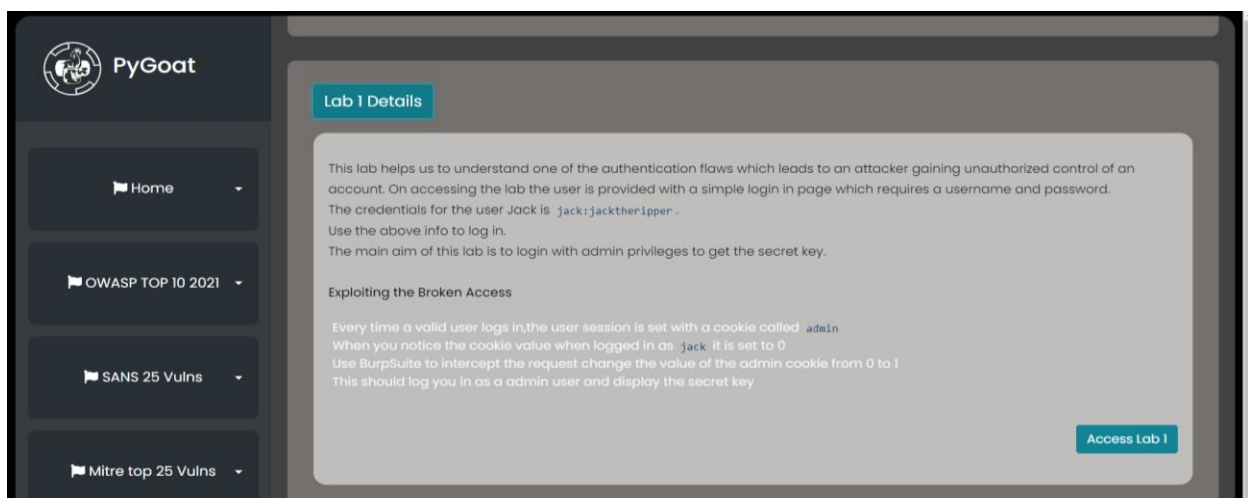 PyGoat
Home
OWASP TOP 10 2021
SANS 25 Vulns
Mitre top 25 Vulns
Lab 1 Details
This lab helps us to understand one of the authentication flaws which leads to an attacker gaining unauthorized control of an
account. On accessing the lab the user is provided with a simple login in page which requires a username and password.
The credentials for the user Jack is jack:jacktheripper.
Use the above info to log in.
The main aim of this lab is to login with admin privileges to get the secret key.
Exploiting the Broken Access
Every time a valid user logs in,the user session is set with a cookie called admin
When you notice the cookie value when logged in as jack it is set to 0
Use BurpSuite to intercept the request change the value of the admin cookie from 0 to 1
This should log you in as a admin user and display the secret key
Access Lab 1